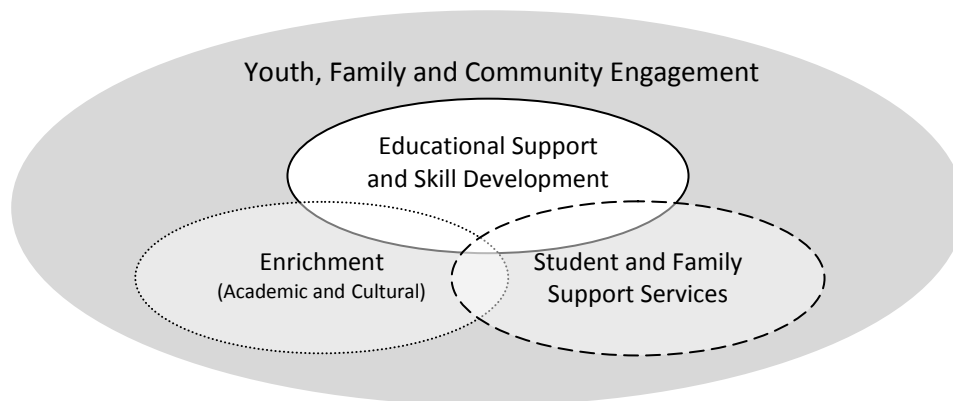 Youth, Family and Community Engagement
Educational Support
and Skill Development
Enrichment
(Academic and Cultural)
Student and Family
Support Services